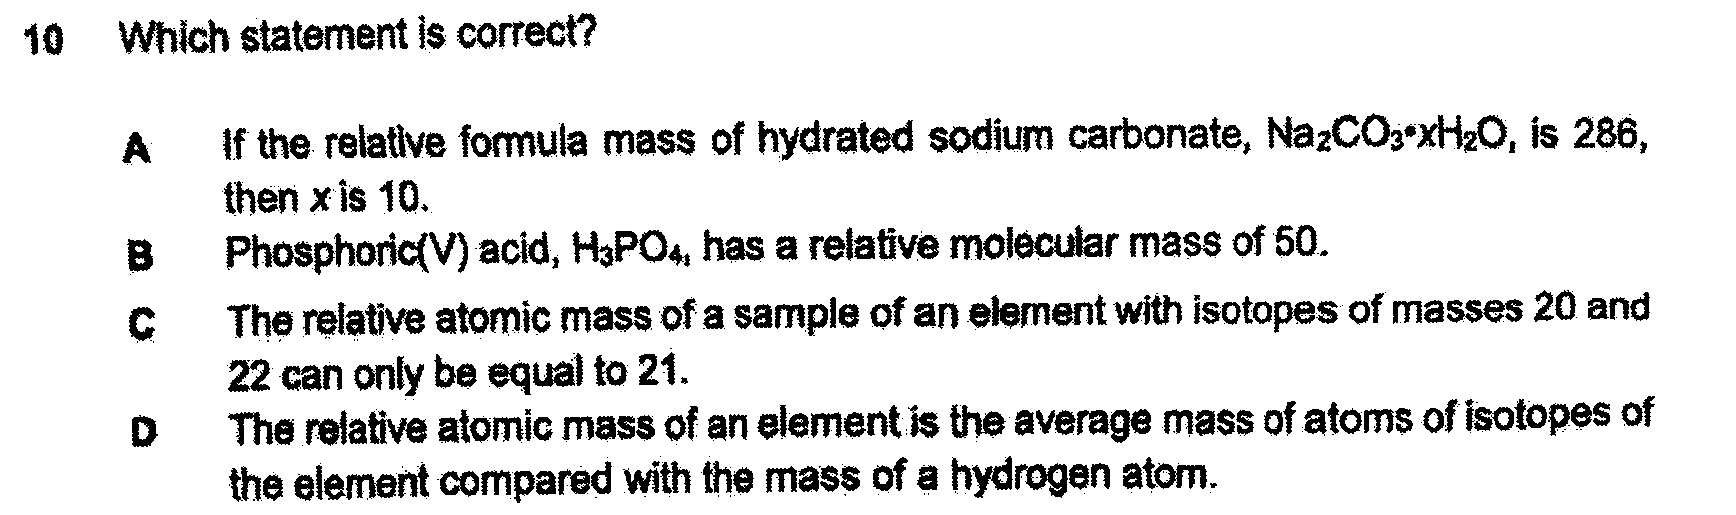 10 Which statement is correct?
A If the relative formula mass of hydrated sodium carbonate, Na₂CO₃•xH₂O, is 286,
then x is 10.
B Phosphoric(V) acid, H₃PO₄, has a relative molecular mass of 50.
C The relative atomic mass of a sample of an element with isotopes of masses 20 and
22 can only be equal to 21.
D The relative atomic mass of an element is the average mass of atoms of isotopes of
the element compared with the mass of a hydrogen atom.